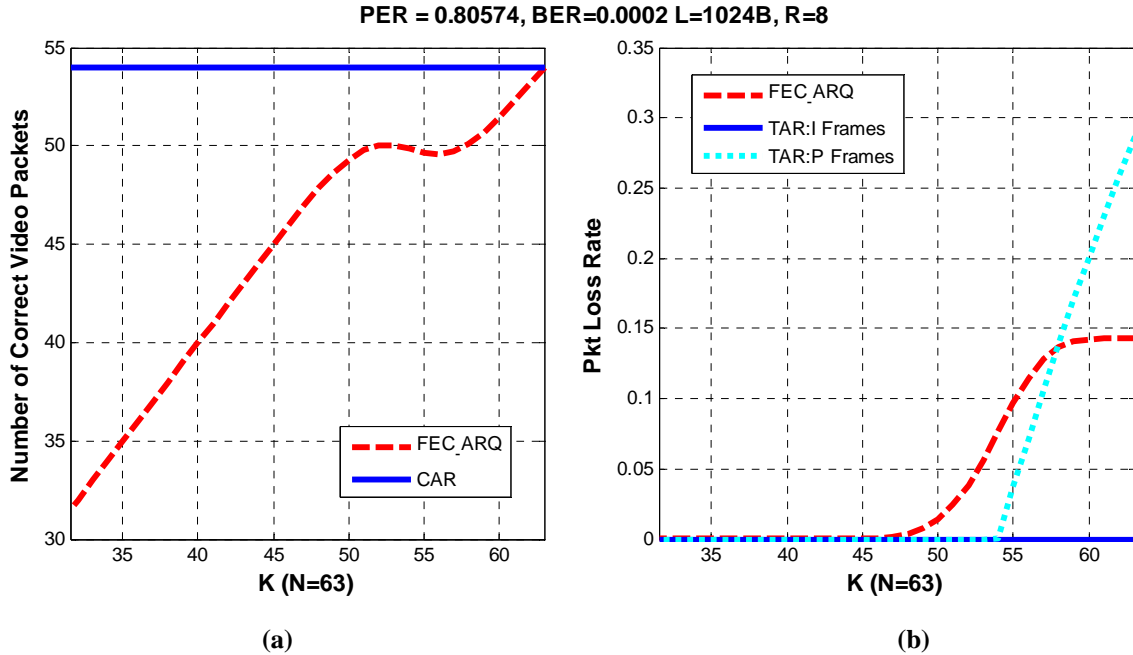 PER = 0.80574, BER=0.0002 L=1024B, R=8
Number of Correct Video Packets
54
52
50
45
40
35
30
FEC_ARQ
CAR
35
40
45
50
55
60
K (N=63)
(a)
Pkt Loss Rate
0.35
0.3
0.25
0.2
0.15
0.1
0.05
0
FEC_ARQ
TAR:I Frames
TAR:P Frames
35
40
45
50
55
60
K (N=63)
(b)